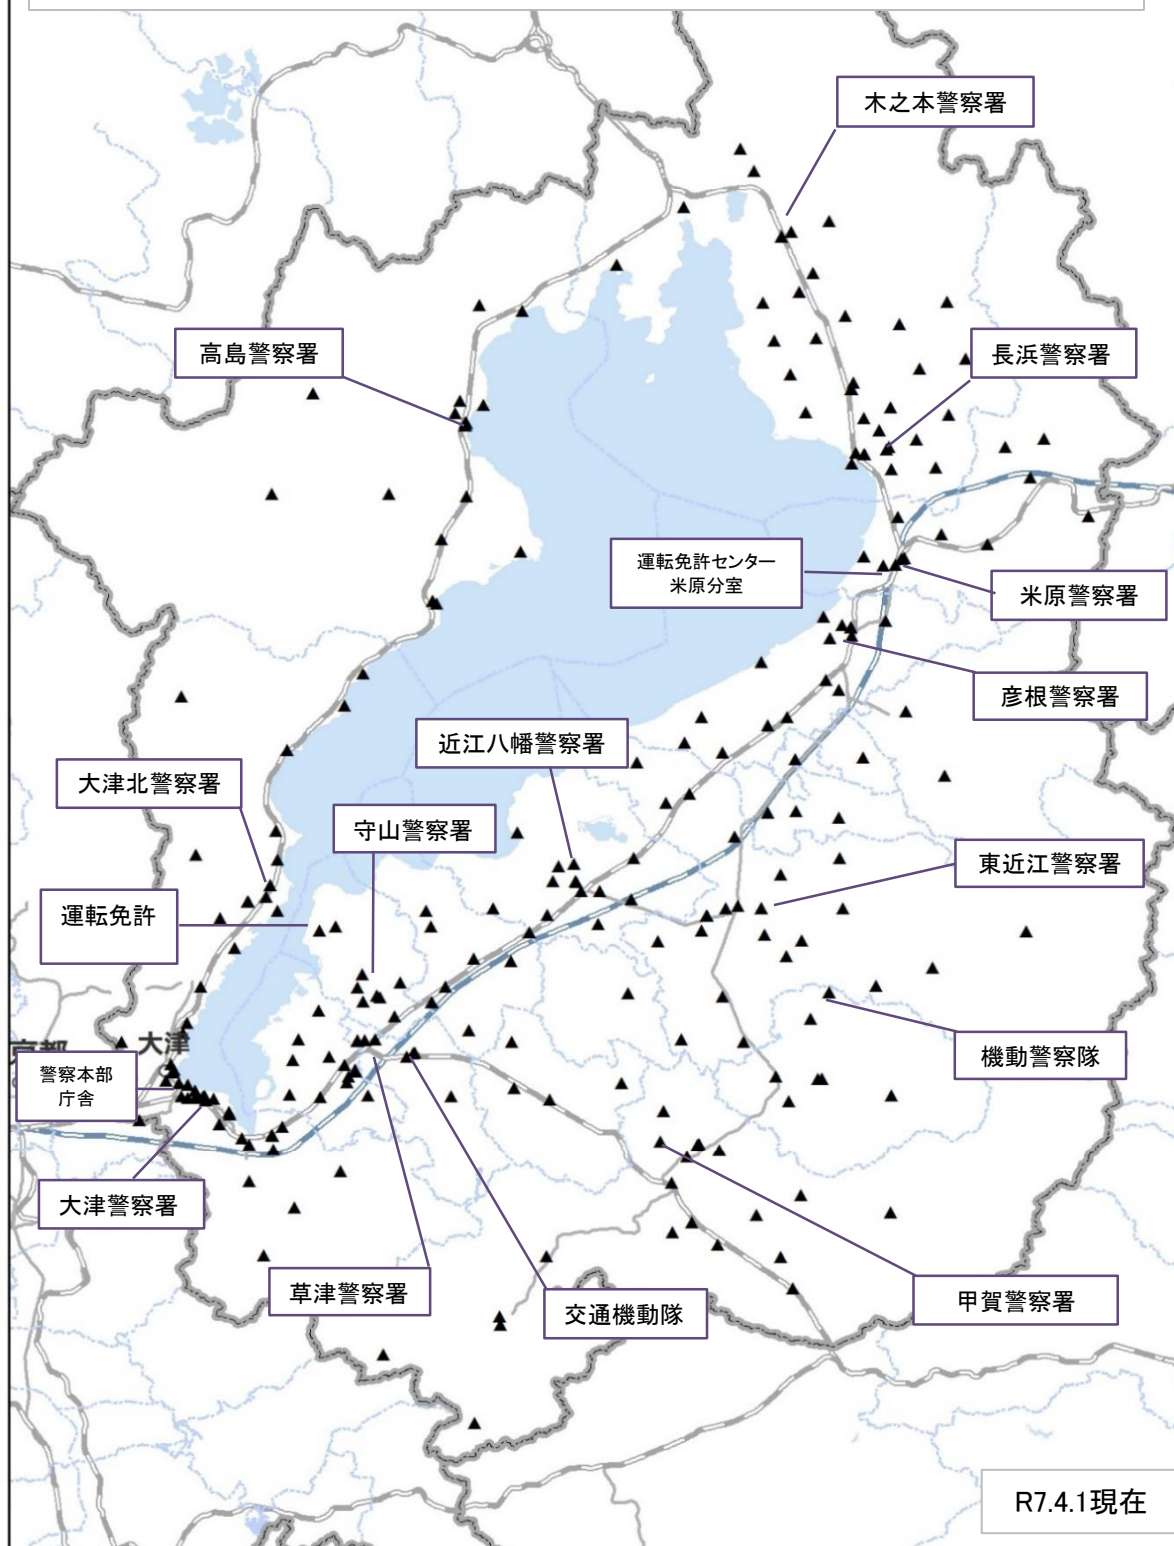 木之本警察署
高島警察署
長浜警察署
運転免許センター
米原分室
米原警察署
彦根警察署
近江八幡警察署
大津北警察署
守山警察署
東近江警察署
運転免許
大津
京都
警察本部
庁舎
機動警察隊
大津警察署
草津警察署
交通機動隊
甲賀警察署
R7.4.1現在